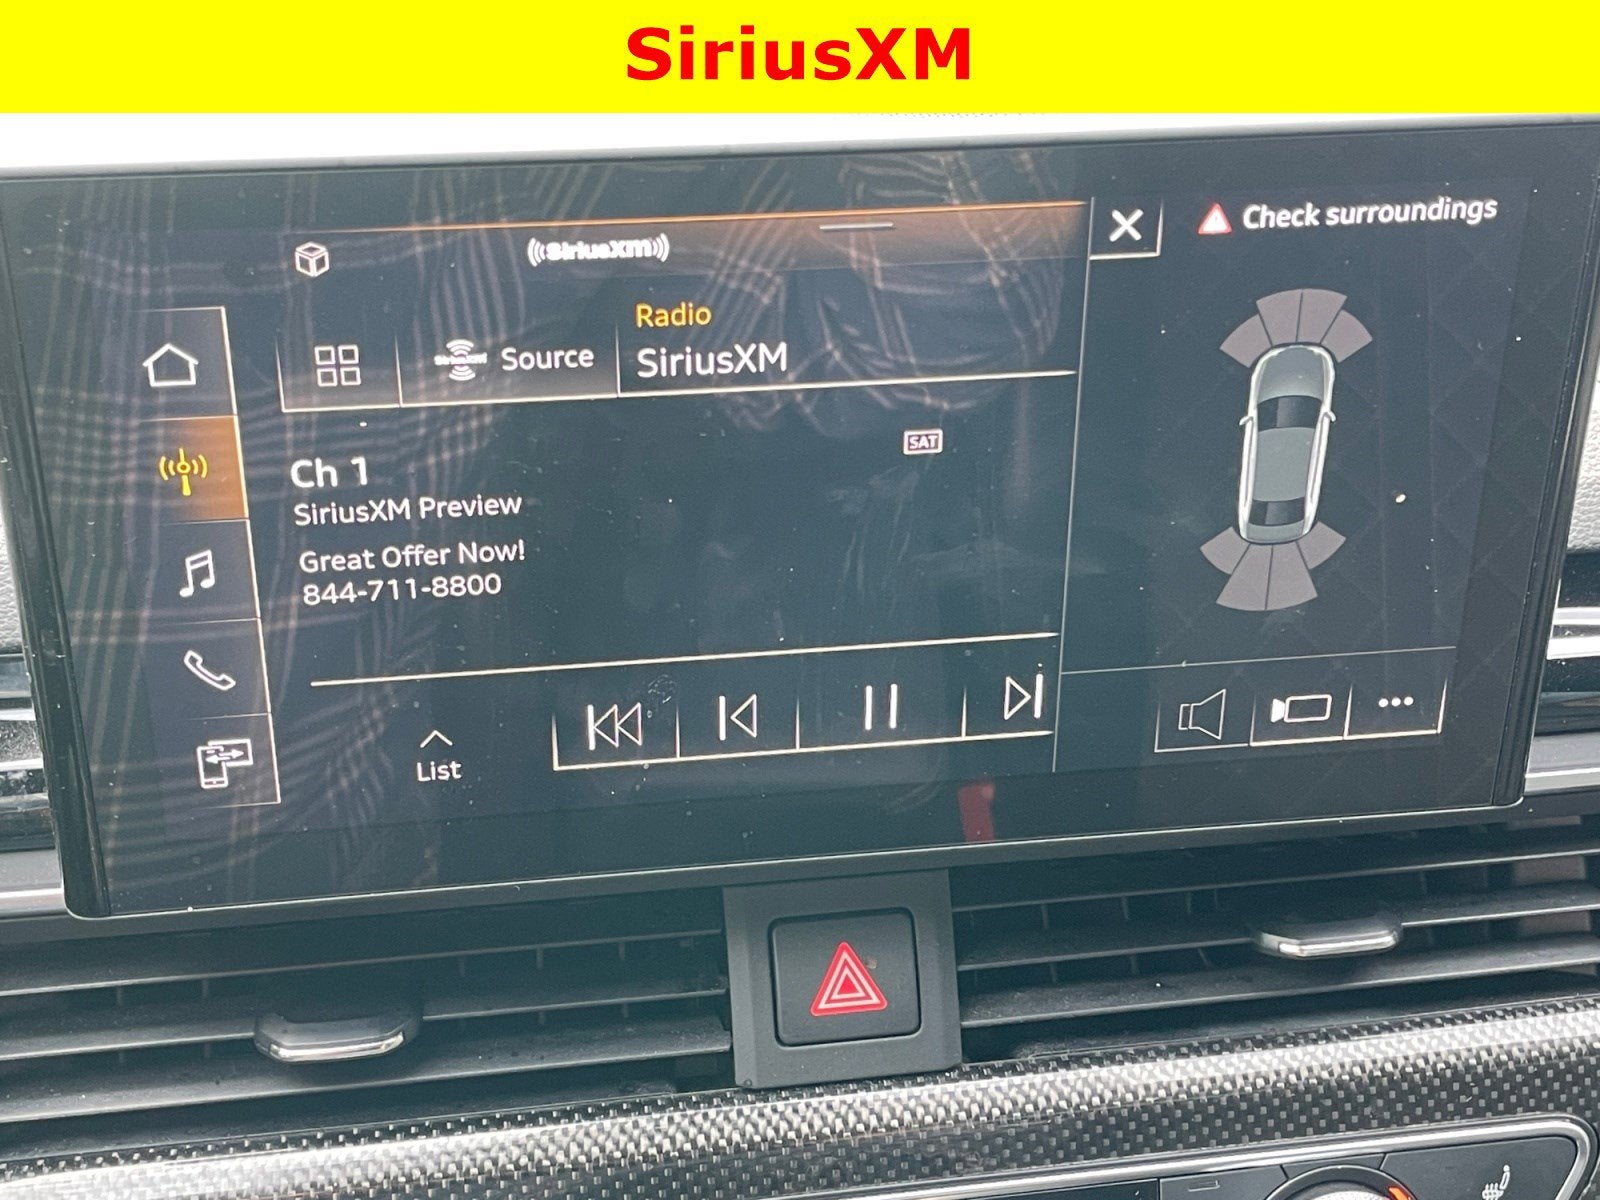 SiriusXM
SiriusXM
Check surroundings
Radio
SiriusXM
Source
SiriusXM
SAT
Ch 1
SiriusXM Preview
Great Offer Now!
844-711-8800
List